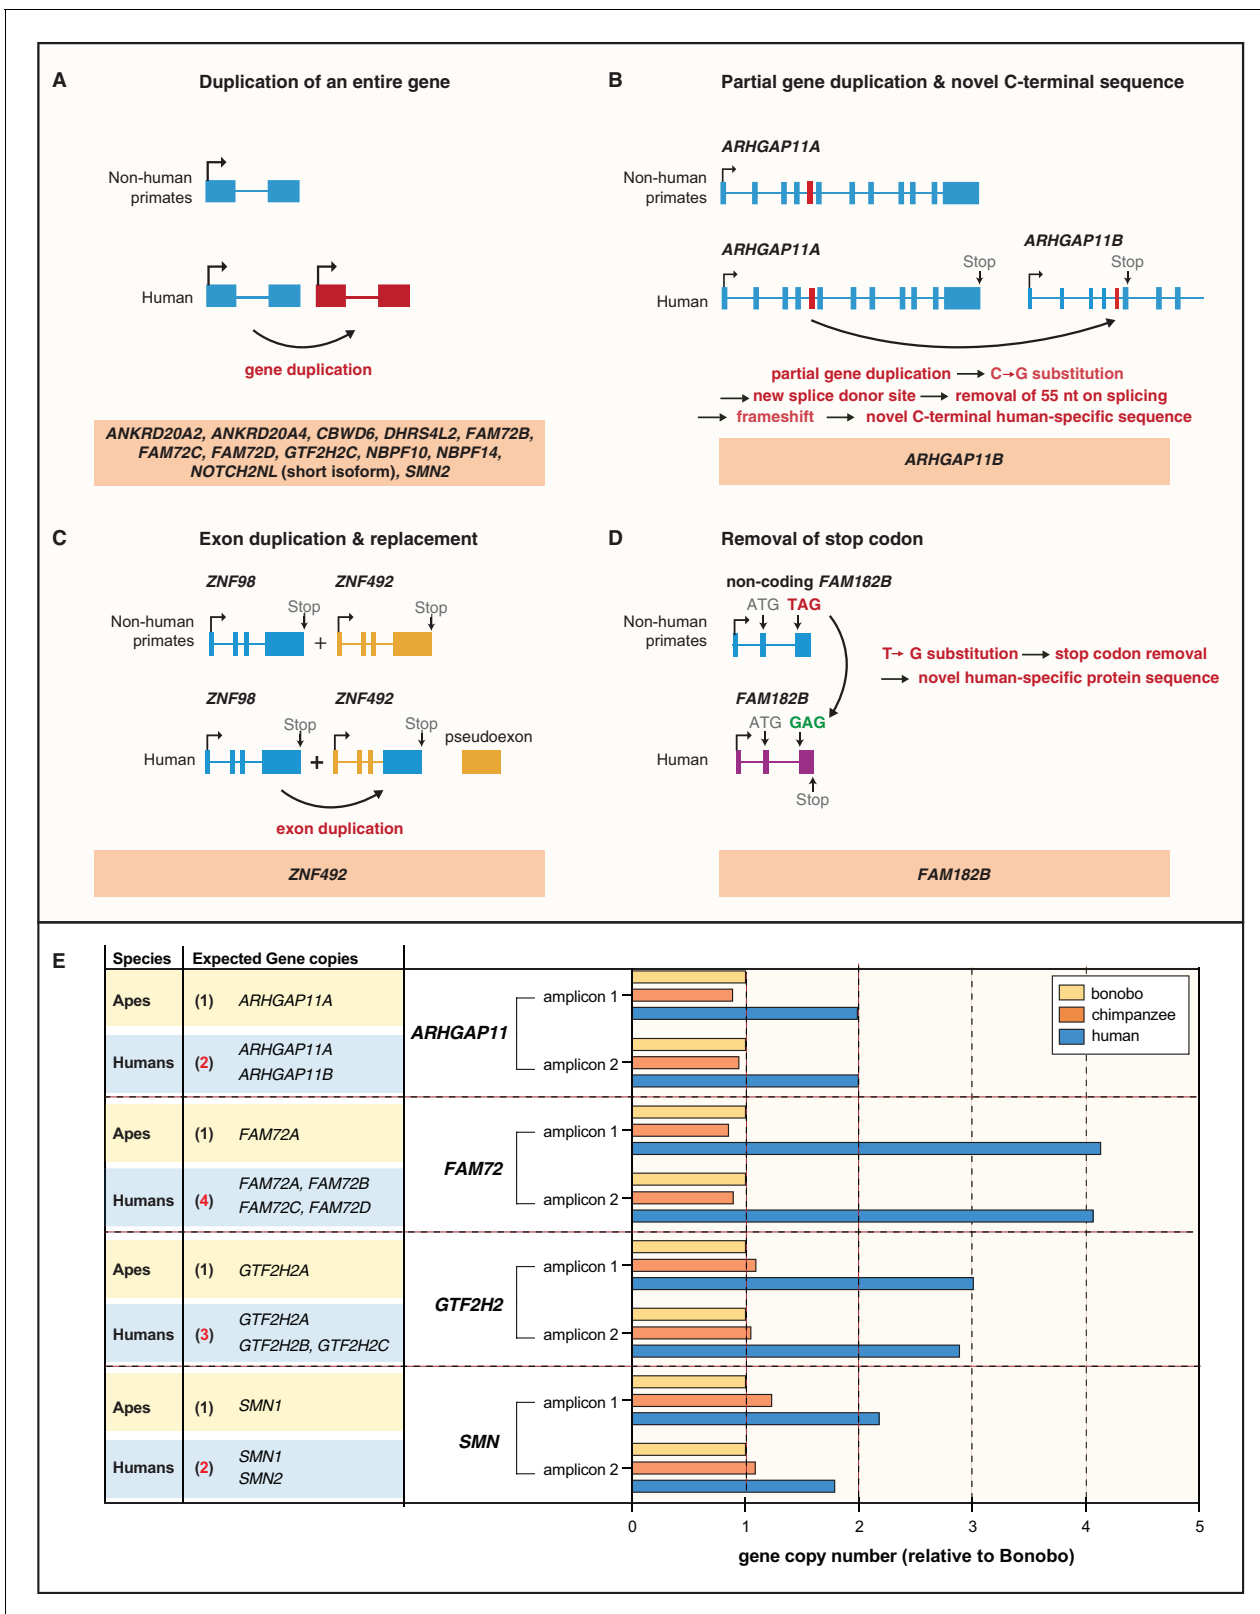 A
Duplication of an entire gene
Non-human
primates
Human
gene duplication
ANKRD20A2, ANKRD20A4, CBWD6, DHRS4L2, FAM72B,
FAM72C, FAM72D, GTF2H2C, NBPF10, NBPF14,
NOTCH2NL (short isoform), SMN2
B
Partial gene duplication & novel C-terminal sequence
ARHGAP11A
Non-human
primates
ARHGAP11A
ARHGAP11B
Stop
Stop
Human
partial gene duplication → C→G substitution
→ new splice donor site → removal of 55 nt on splicing
→ frameshift → novel C-terminal human-specific sequence
ARHGAP11B
C
Exon duplication & replacement
ZNF98
ZNF492
Stop
Stop
Non-human
primates
+
ZNF98
ZNF492
Stop
Stop
pseudoexon
Human
+
exon duplication
ZNF492
D
Removal of stop codon
non-coding FAM182B
ATG TAG
Non-human
primates
T→ G substitution → stop codon removal
→ novel human-specific protein sequence
FAM182B
ATG GAG
Human
Stop
FAM182B
E
Species
Expected Gene copies
Apes
(1) ARHGAP11A
Humans
(2) ARHGAP11A
ARHGAP11B
ARHGAP11
amplicon 1
amplicon 2
Apes
(1) FAM72A
Humans
(4) FAM72A, FAM72B
FAM72C, FAM72D
FAM72
amplicon 1
amplicon 2
Apes
(1) GTF2H2A
Humans
(3) GTF2H2A
GTF2H2B, GTF2H2C
GTF2H2
amplicon 1
amplicon 2
Apes
(1) SMN1
Humans
(2) SMN1
SMN2
SMN
amplicon 1
amplicon 2
bonobo
chimpanzee
human
0 1 2 3 4 5
gene copy number (relative to Bonobo)